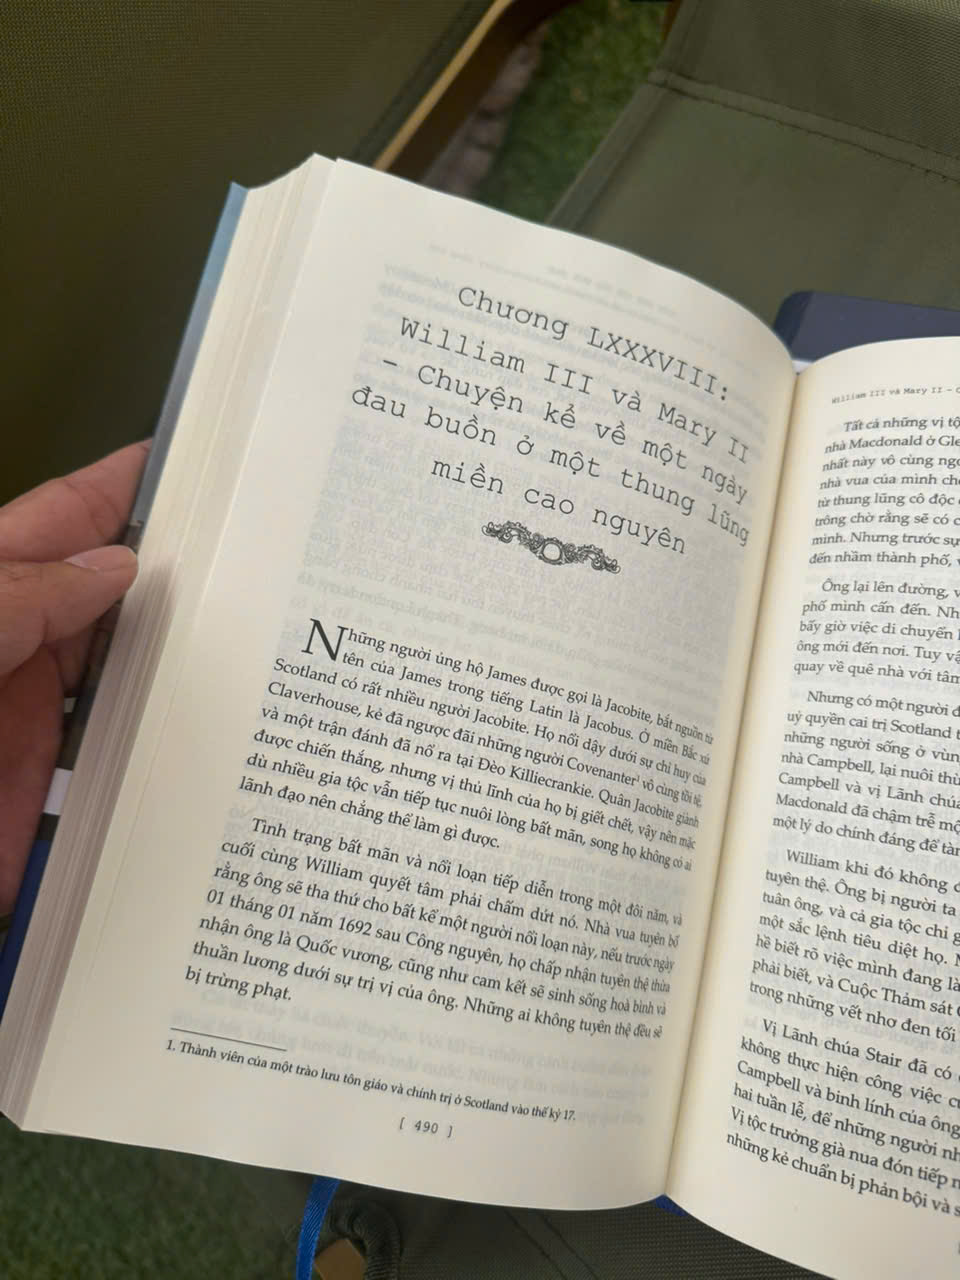 Chương LXXXVIII:
William III và Mary II
- Chuyện kể về một ngày
đau buồn ở một thung lũng
miền cao nguyên
Những người ủng hộ James được gọi là Jacobite, bắt nguồn từ
tên của James trong tiếng Latin là Jacobus. Ở miền Bắc xứ
Scotland có rất nhiều người Jacobite. Họ nổi dậy dưới sự chỉ huy của
Claverhouse, kẻ đã ngược đãi những người Covenanter¹ vô cùng tồi tệ,
và một trận đánh đã nổ ra tại Đèo Killiecrankie. Quân Jacobite giành
được chiến thắng, nhưng vị thủ lĩnh của họ bị giết chết, vậy nên mặc
dù nhiều gia tộc vẫn tiếp tục nuôi lòng bất mãn, song họ không có ai
lãnh đạo nên chẳng thể làm gì được.
Tình trạng bất mãn và nổi loạn tiếp diễn trong một đôi năm, và
cuối cùng William quyết tâm phải chấm dứt nó. Nhà vua tuyên bố
rằng ông sẽ tha thứ cho bất kể một người nổi loạn này, nếu trước ngày
01 tháng 01 năm 1692 sau Công nguyên, họ chấp nhận tuyên thệ thừa
nhận ông là Quốc vương, cũng như cam kết sẽ sinh sống hoà bình và
thuần lương dưới sự trị vị của ông. Những ai không tuyên thệ đều sẽ
bị trừng phạt.
1. Thành viên của một trào lưu tôn giáo và chính trị ở Scotland vào thế kỷ 17.
[ 490 ]
William III và Mary II –
Tất cả những vị
nhà Macdonald ở
nhất này vô cùng
nhà vua của mình
từ thung lũng cô độc
trông chờ rằng sẽ có
mình. Nhưng trước
đến nhầm thành phố,
Ông lại lên đường,
phố mình cần đến.
bấy giờ việc di chuyển
ông mới đến nơi. Tuy
quay về quê nhà với
Nhưng có một người
uỷ quyền cai trị Scotland
những người sống ở
nhà Campbell, lại nuôi
Campbell và vị Lãnh
Macdonald đã chậm trễ
một lý do chính đáng để
William khi đó không
tuyên thệ. Ông bị người ta
tuân ông, và cả gia tộc chỉ
một sắc lệnh tiêu diệt họ.
hề biết rõ việc mình đang
phải biết, và Cuộc Thảm sát
trong những vết nhơ đen tối
Vị Lãnh chúa Stair đã có
không thực hiện công việc
Campbell và binh lính của ông
hai tuần lễ, để những người
Vị tộc trưởng già nua đón tiếp
những kẻ chuẩn bị phản bội và